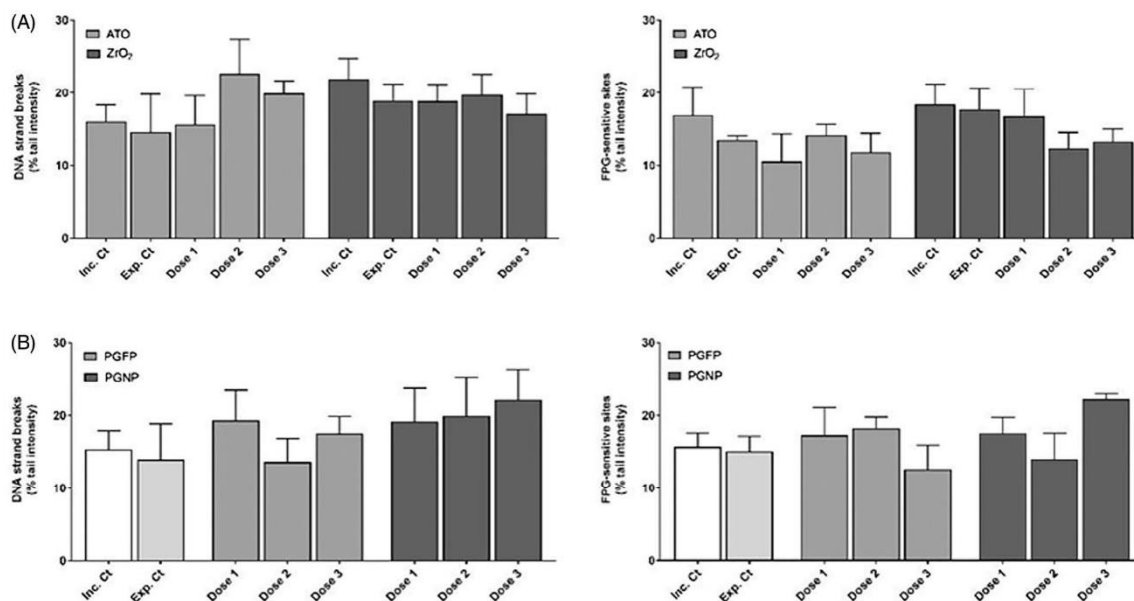 (A)
30
20
10
0
DNA strand breaks
(% tail intensity)
ATO
ZrO₂
Inc. Ct
Exp. Ct
Dose 1
Dose 2
Dose 3
Inc. Ct
Exp. Ct
Dose 1
Dose 2
Dose 3
30
20
10
0
FPG-sensitive sites
(% tail intensity)
ATO
ZrO₂
Inc. Ct
Exp. Ct
Dose 1
Dose 2
Dose 3
Inc. Ct
Exp. Ct
Dose 1
Dose 2
Dose 3
(B)
30
20
10
0
DNA strand breaks
(% tail intensity)
PGFP
PGNP
Inc. Ct
Exp. Ct
Dose 1
Dose 2
Dose 3
Dose 1
Dose 2
Dose 3
30
20
10
0
FPG-sensitive sites
(% tail intensity)
PGFP
PGNP
Inc. Ct
Exp. Ct
Dose 1
Dose 2
Dose 3
Dose 1
Dose 2
Dose 3